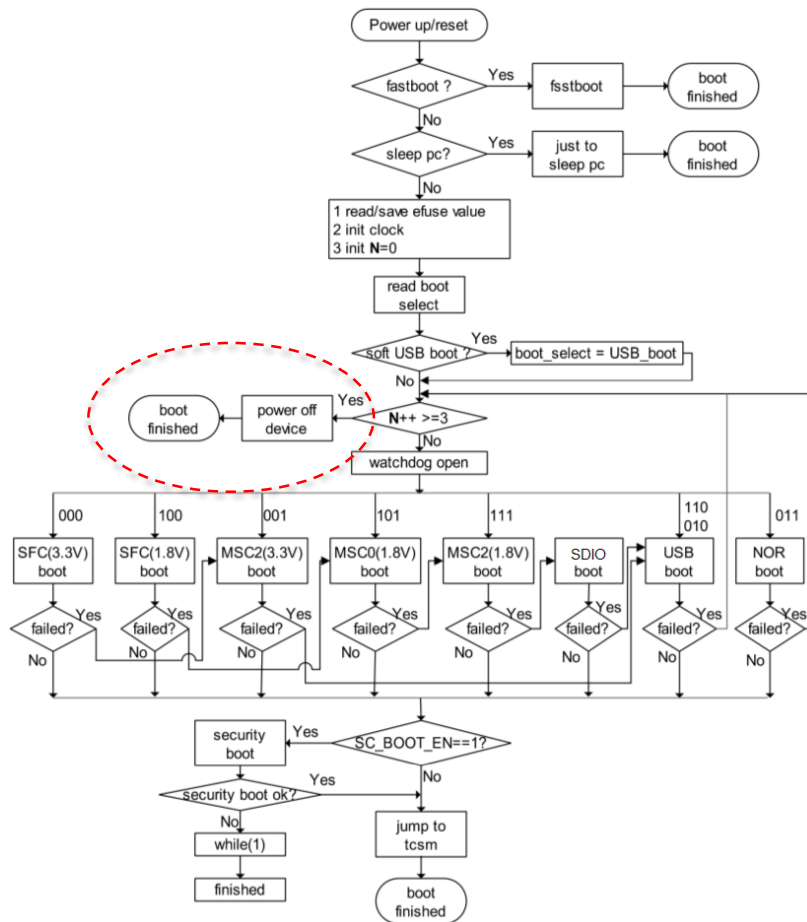 Power up/reset
fastboot ?
Yes
fsstboot
boot
finished
No
sleep pc?
Yes
just to
sleep pc
boot
finished
No
1 read/save efuse value
2 init clock
3 init N=0
read boot
select
soft USB boot ?
Yes
boot_select = USB_boot
No
boot
finished
power off
device
Yes
N++ >=3
No
watchdog open
000
100
001
101
111
110
010
011
SFC(3.3V)
boot
SFC(1.8V)
boot
MSC2(3.3V)
boot
MSC0(1.8V)
boot
MSC2(1.8V)
boot
SDIO
boot
USB
boot
NOR
boot
failed?
Yes
No
failed?
Yes
No
failed?
Yes
No
failed?
Yes
No
failed?
Yes
No
failed?
Yes
No
failed?
Yes
No
failed?
Yes
No
security
boot
Yes
SC_BOOT_EN==1?
No
security boot ok?
Yes
No
while(1)
finished
jump to
tcsm
boot
finished